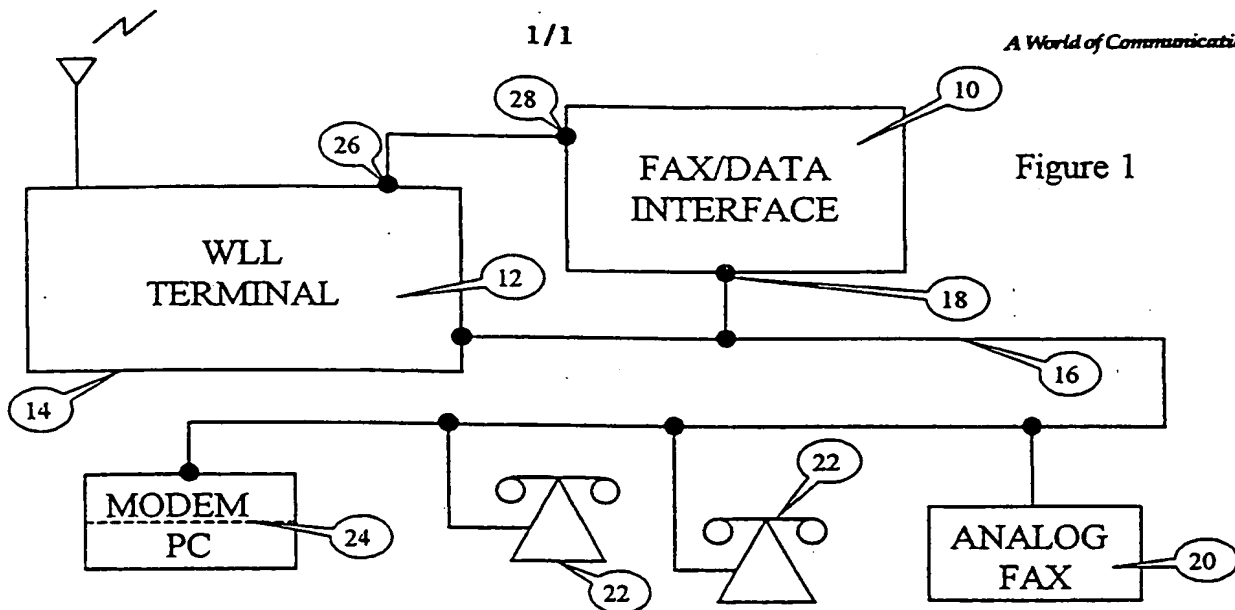 1/1
A World of Communicati
28
10
26
FAX/DATA
INTERFACE
Figure 1
WLL
TERMINAL
12
18
14
16
22
MODEM
PC
24
22
ANALOG
FAX
20